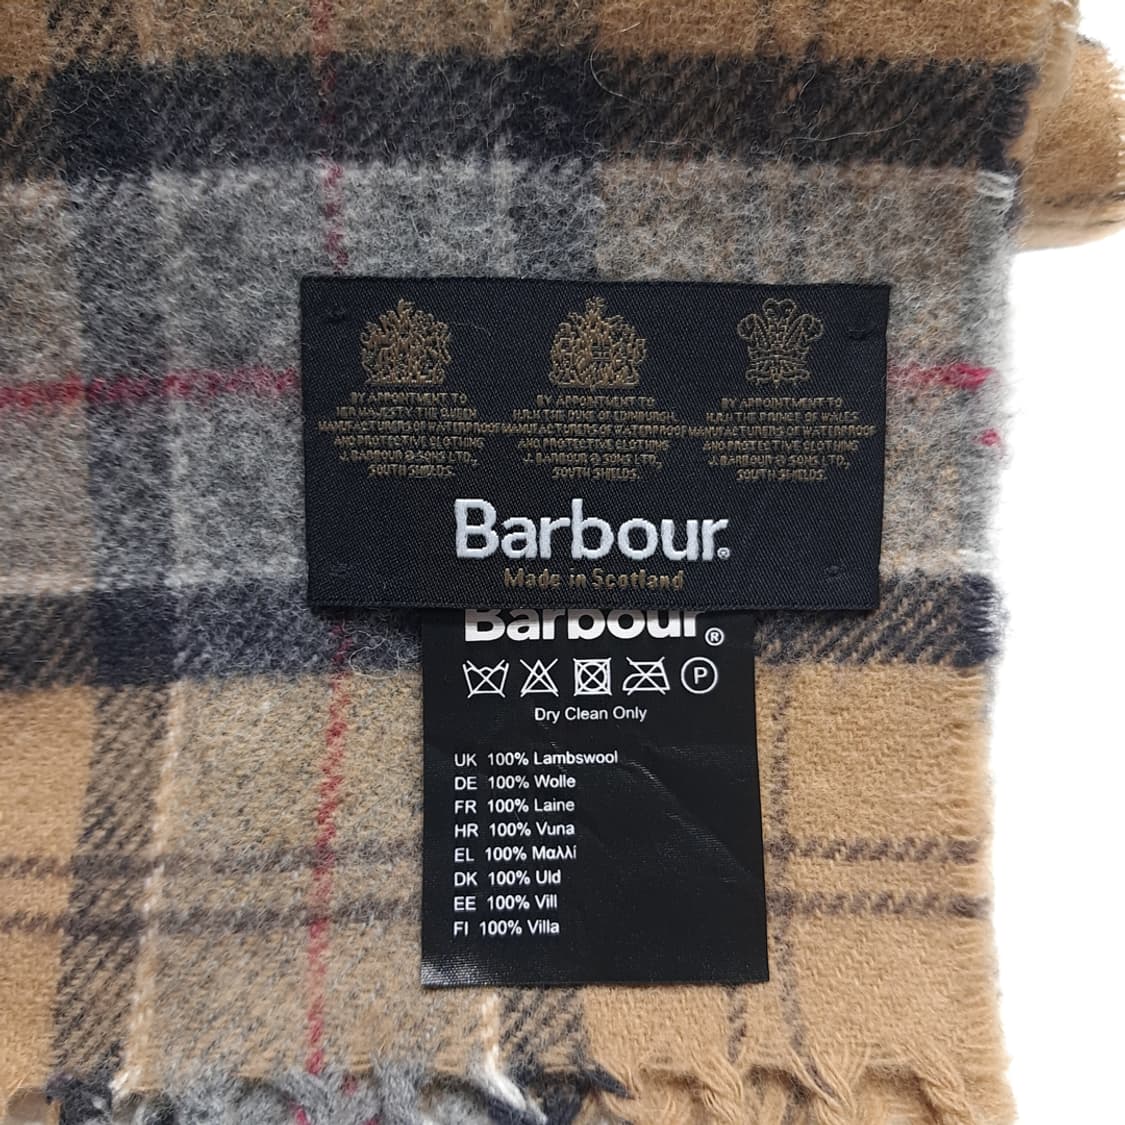 BY APPOINTMENT TO
HER MAJESTY THE QUEEN
MANUFACTURERS OF WATERPROOF
AND PROTECTIVE CLOTHING
J. BARBOUR & SONS LTD.,
SOUTH SHIELDS.
BY APPOINTMENT TO
H.R.H THE DUKE OF EDINBURGH
MANUFACTURERS OF WATERPROOF
AND PROTECTIVE CLOTHING
J. BARBOUR & SONS LTD.,
SOUTH SHIELDS.
BY APPOINTMENT TO
H.R.H THE PRINCE OF WALES
MANUFACTURERS OF WATERPROOF
AND PROTECTIVE CLOTHING
J. BARBOUR & SONS LTD.,
SOUTH SHIELDS.
Barbour®
Made in Scotland
Barbour®
P
Dry Clean Only
UK 100% Lambswool
DE 100% Wolle
FR 100% Laine
HR 100% Vuna
EL 100% Μαλλί
DK 100% Uld
EE 100% Vill
FI 100% Villa